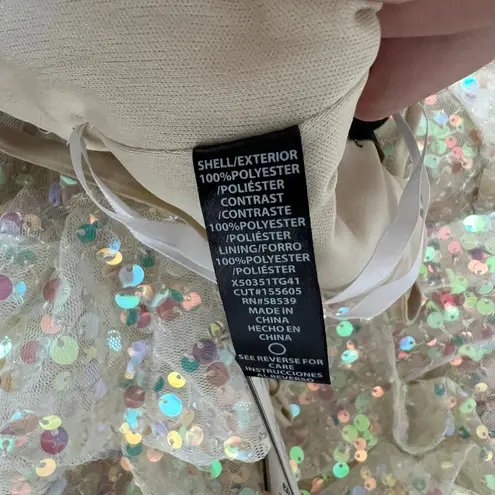 SHELL/EXTERIOR
100%POLYESTER
/POLIÉSTER
CONTRAST
/CONTRASTE
100%POLYESTER
/POLIÉSTER
LINING/FORRO
100%POLYESTER
/POLIÉSTER
X50351TG41
CUT#155605
RN#58539
MADE IN
CHINA
HECHO EN
CHINA
SEE REVERSE FOR
CARE
INSTRUCCIONES
AL REVERSO